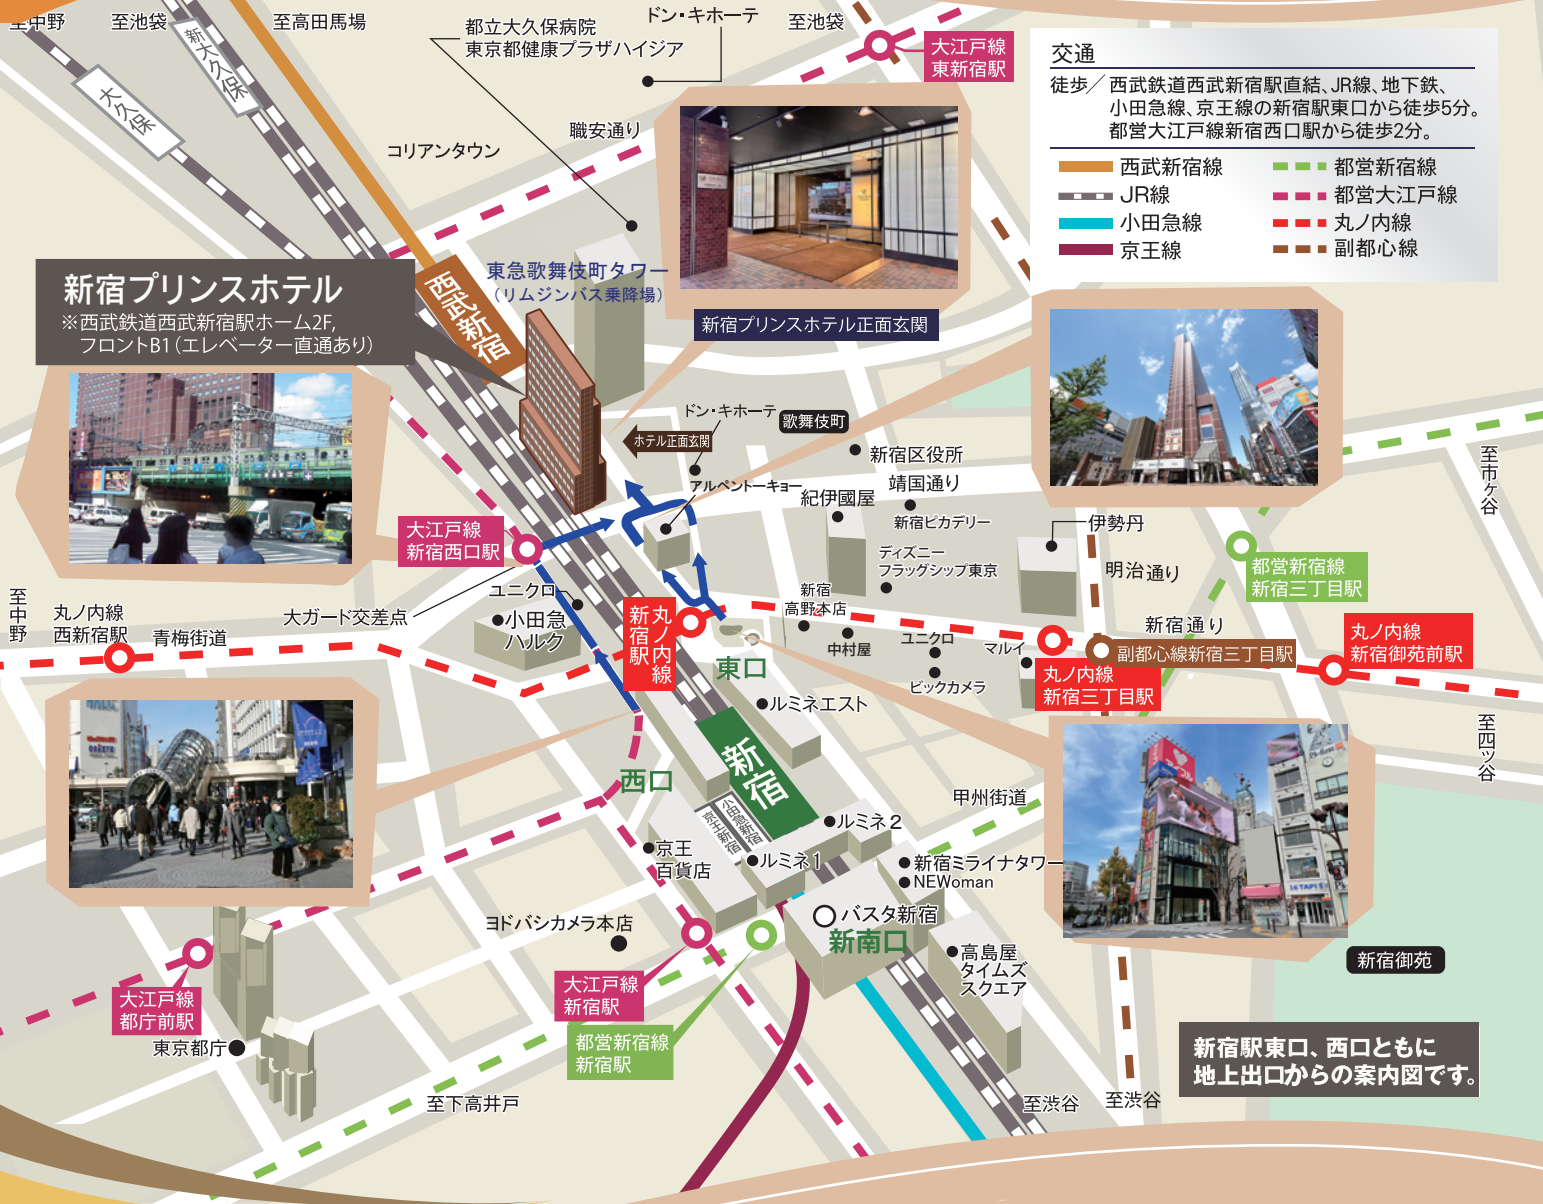 至中野
至池袋
至高田馬場
都立大久保病院
東京都健康プラザハイジア
ドン・キホーテ
至池袋
大江戸線
東新宿駅
新大久保
大久保
職安通り
コリアンタウン
交通
徒歩／西武鉄道西武新宿駅直結、JR線、地下鉄、
小田急線、京王線の新宿駅東口から徒歩5分。
都営大江戸線新宿西口駅から徒歩2分。
西武新宿線
JR線
小田急線
京王線
都営新宿線
都営大江戸線
丸ノ内線
副都心線
新宿プリンスホテル
※西武鉄道西武新宿駅ホーム2F,
フロントB1（エレベーター直通あり）
西武新宿
東急歌舞伎町タワー
（リムジンバス乗降場）
新宿プリンスホテル正面玄関
ドン・キホーテ
歌舞伎町
ホテル正面玄関
アルペントーキョー
新宿区役所
靖国通り
紀伊國屋
新宿ピカデリー
伊勢丹
至市ヶ谷
大江戸線
新宿西口駅
ディズニー
フラッグシップ東京
明治通り
都営新宿線
新宿三丁目駅
至中野
丸ノ内線
西新宿駅
青梅街道
大ガード交差点
ユニクロ
小田急
ハルク
丸ノ内線
新宿駅
新宿
高野本店
中村屋
ユニクロ
ビックカメラ
マルイ
新宿通り
副都心線新宿三丁目駅
丸ノ内線
新宿三丁目駅
丸ノ内線
新宿御苑前駅
東口
ルミネエスト
新宿
西口
至四ッ谷
小田急新宿
京王新宿
甲州街道
ルミネ2
ルミネ1
京王
百貨店
新宿ミライナタワー
NEWoman
バスタ新宿
新南口
ヨドバシカメラ本店
高島屋
タイムズ
スクエア
新宿御苑
大江戸線
都庁前駅
大江戸線
新宿駅
都営新宿線
新宿駅
東京都庁
至下高井戸
至渋谷
至渋谷
新宿駅東口、西口ともに
地上出口からの案内図です。